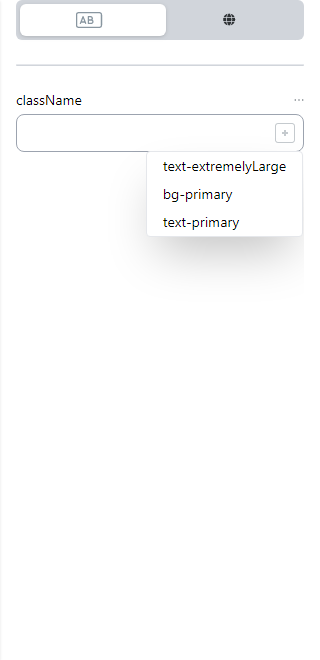 AB
className
...
text-extremelyLarge
bg-primary
text-primary